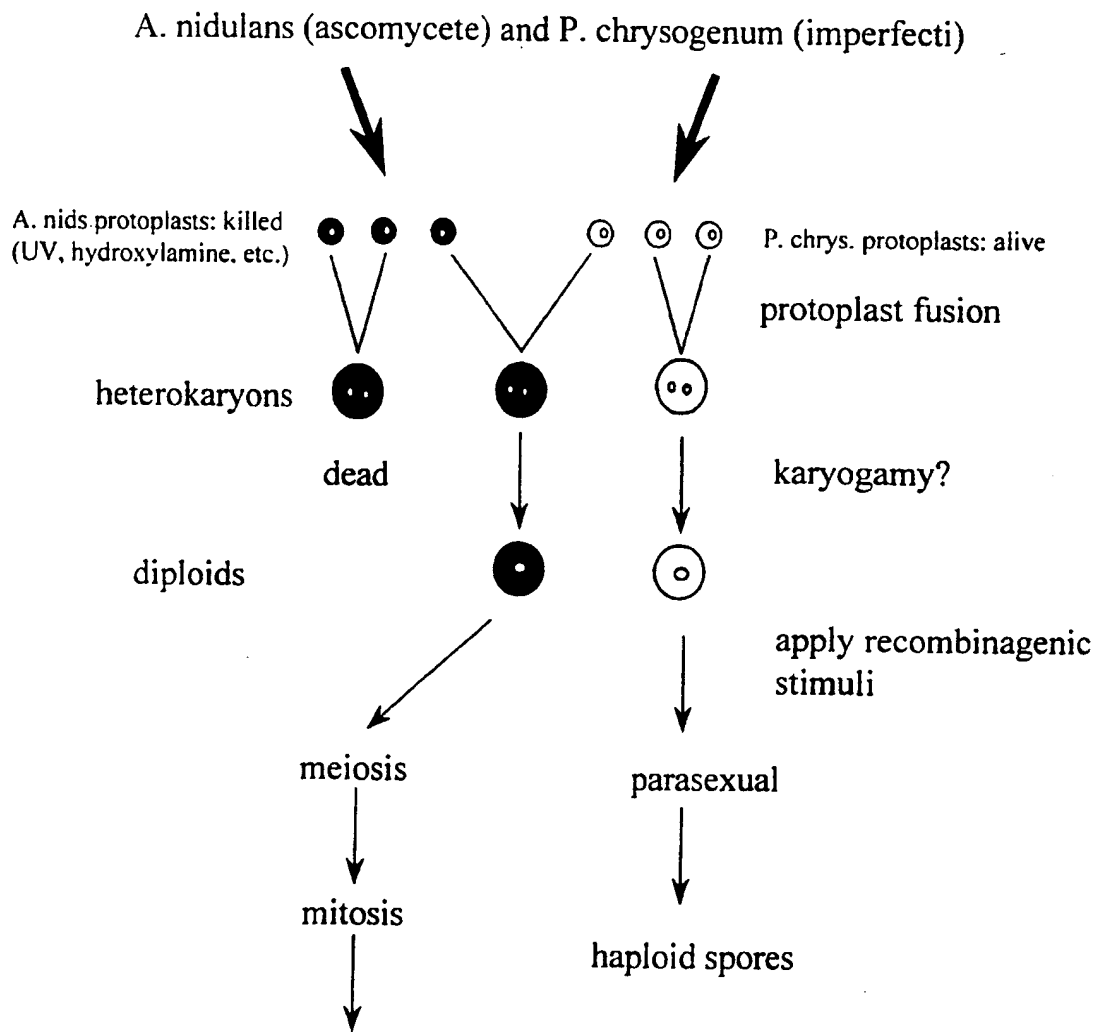 A. nidulans (ascomycete) and P. chrysogenum (imperfecti)
A. nids.protoplasts: killed
(UV, hydroxylamine, etc.)
P. chrys. protoplasts: alive
protoplast fusion
heterokaryons
dead
karyogamy?
diploids
apply recombinagenic
stimuli
meiosis
parasexual
mitosis
haploid spores